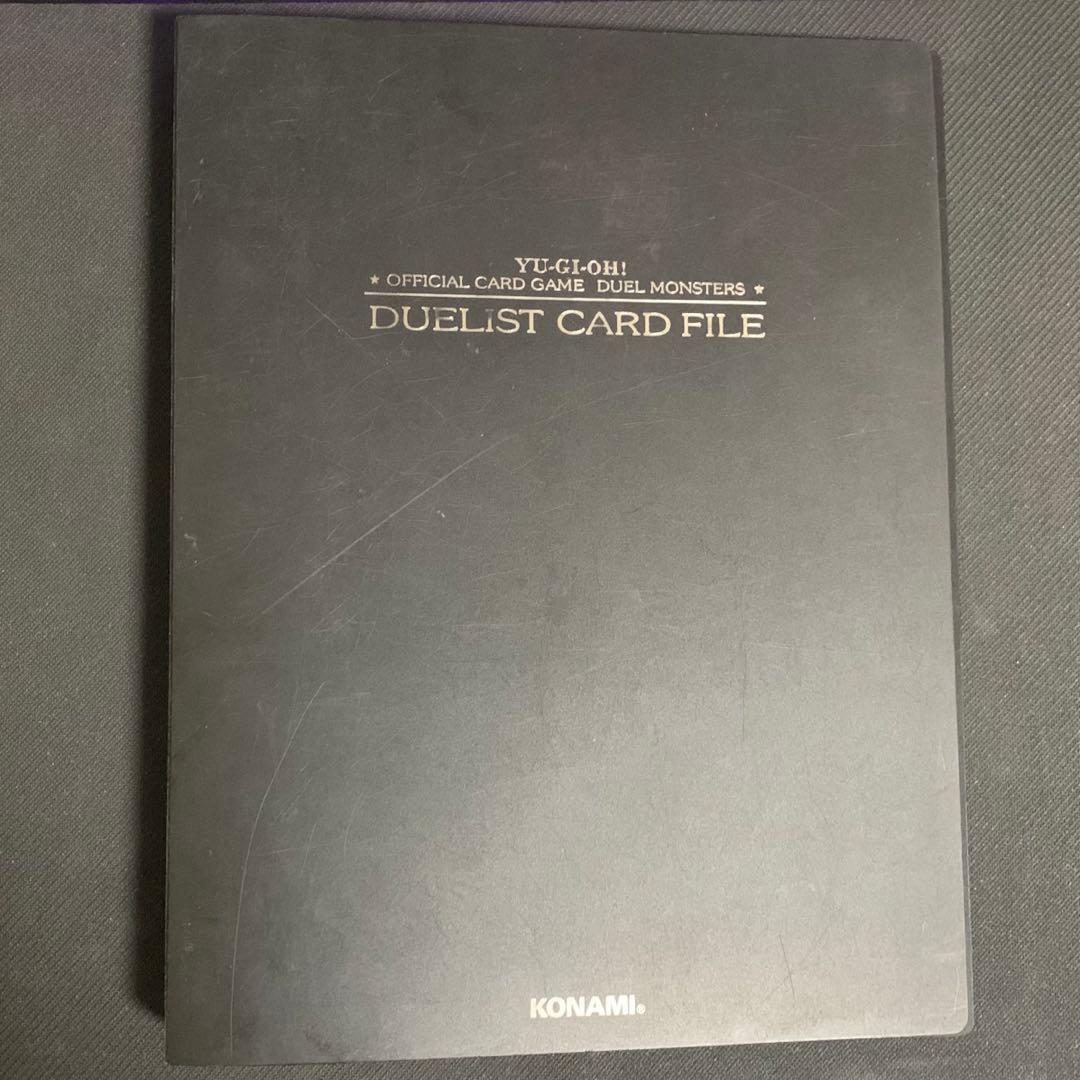 YU-GI-OH!
★ OFFICIAL CARD GAME DUEL MONSTERS ★
DUELIST CARD FILE
KONAMI®